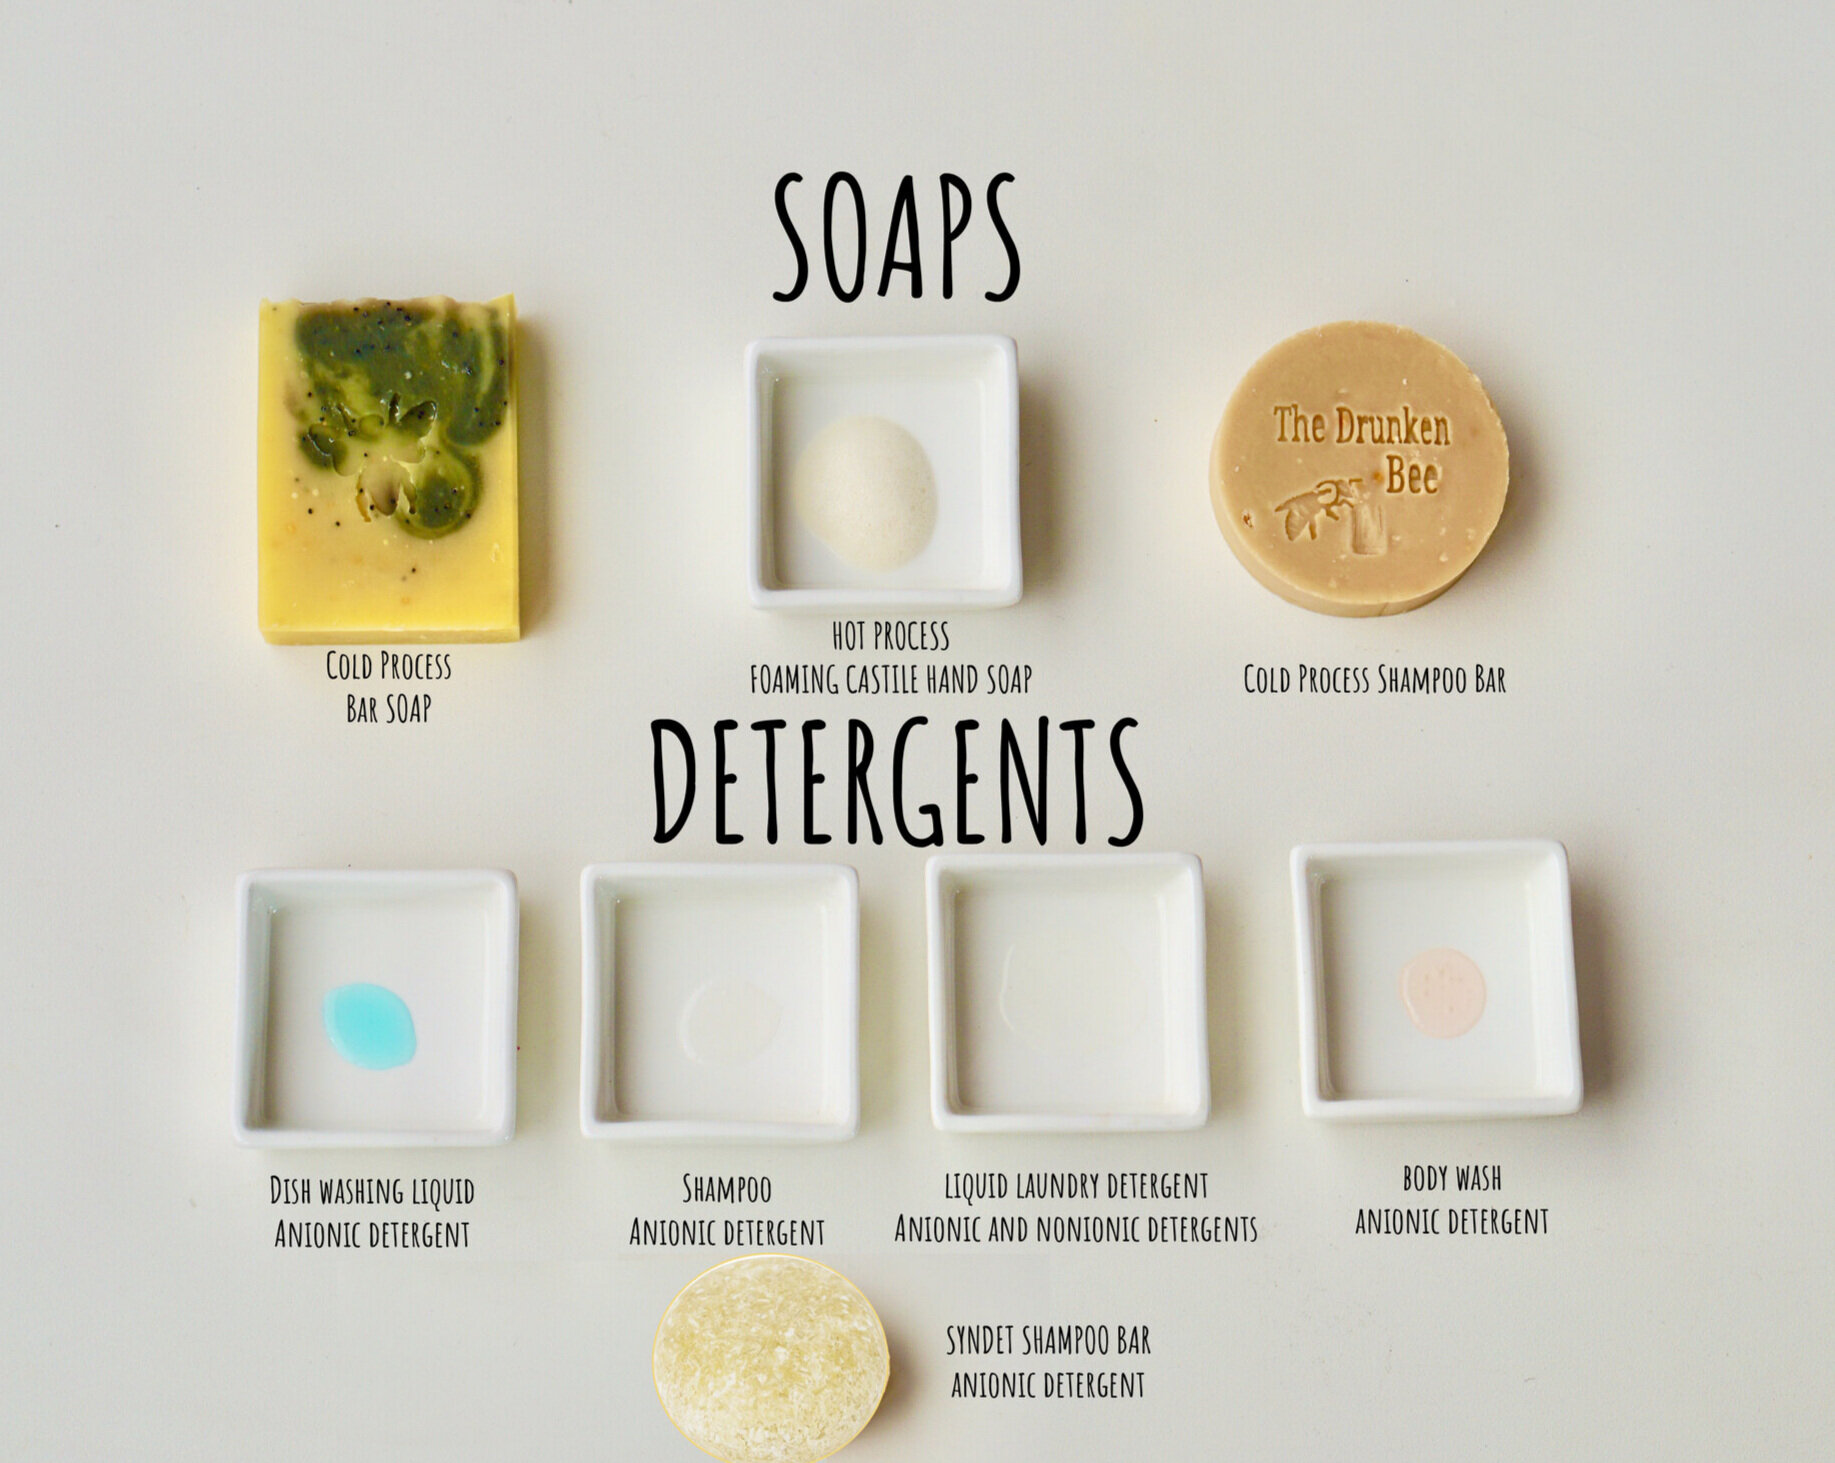 SOAPS
The Drunken
Bee
Cold Process
Bar SOAP
HOT PROCESS
FOAMING CASTILE HAND SOAP
Cold Process Shampoo Bar
DETERGENTS
Dish washing liquid
Anionic detergent
Shampoo
Anionic detergent
LIQUID LAUNDRY DETERGENT
Anionic and nonionic detergents
BODY WASH
ANIONIC DETERGENT
SYNDET SHAMPOO BAR
ANIONIC DETERGENT